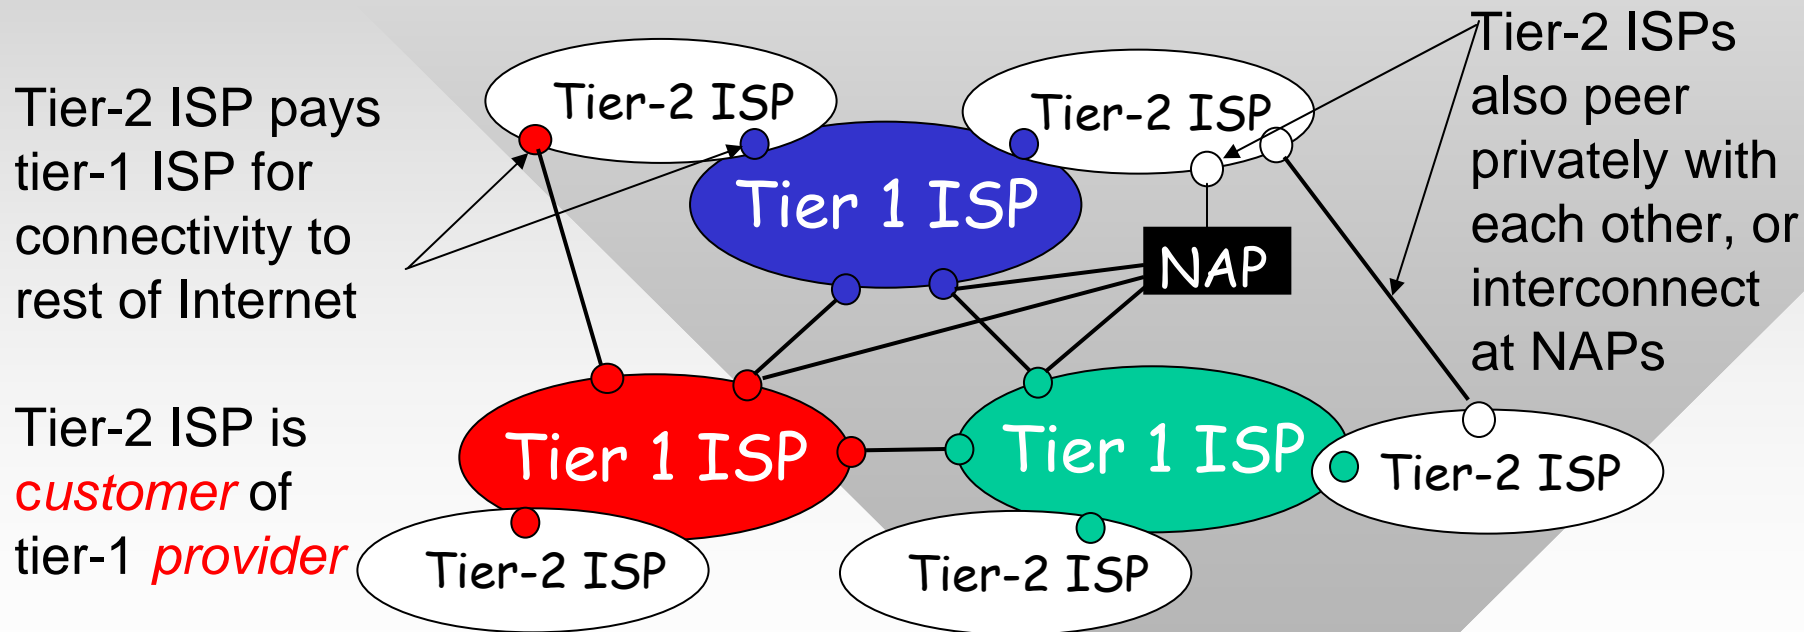 Tier-2 ISP pays
tier-1 ISP for
connectivity to
rest of Internet
Tier-2 ISP is
customer of
tier-1 provider
Tier-2 ISP
Tier-2 ISP
Tier 1 ISP
NAP
Tier 1 ISP
Tier 1 ISP
Tier-2 ISP
Tier-2 ISP
Tier-2 ISP
Tier-2 ISPs
also peer
privately with
each other, or
interconnect
at NAPs